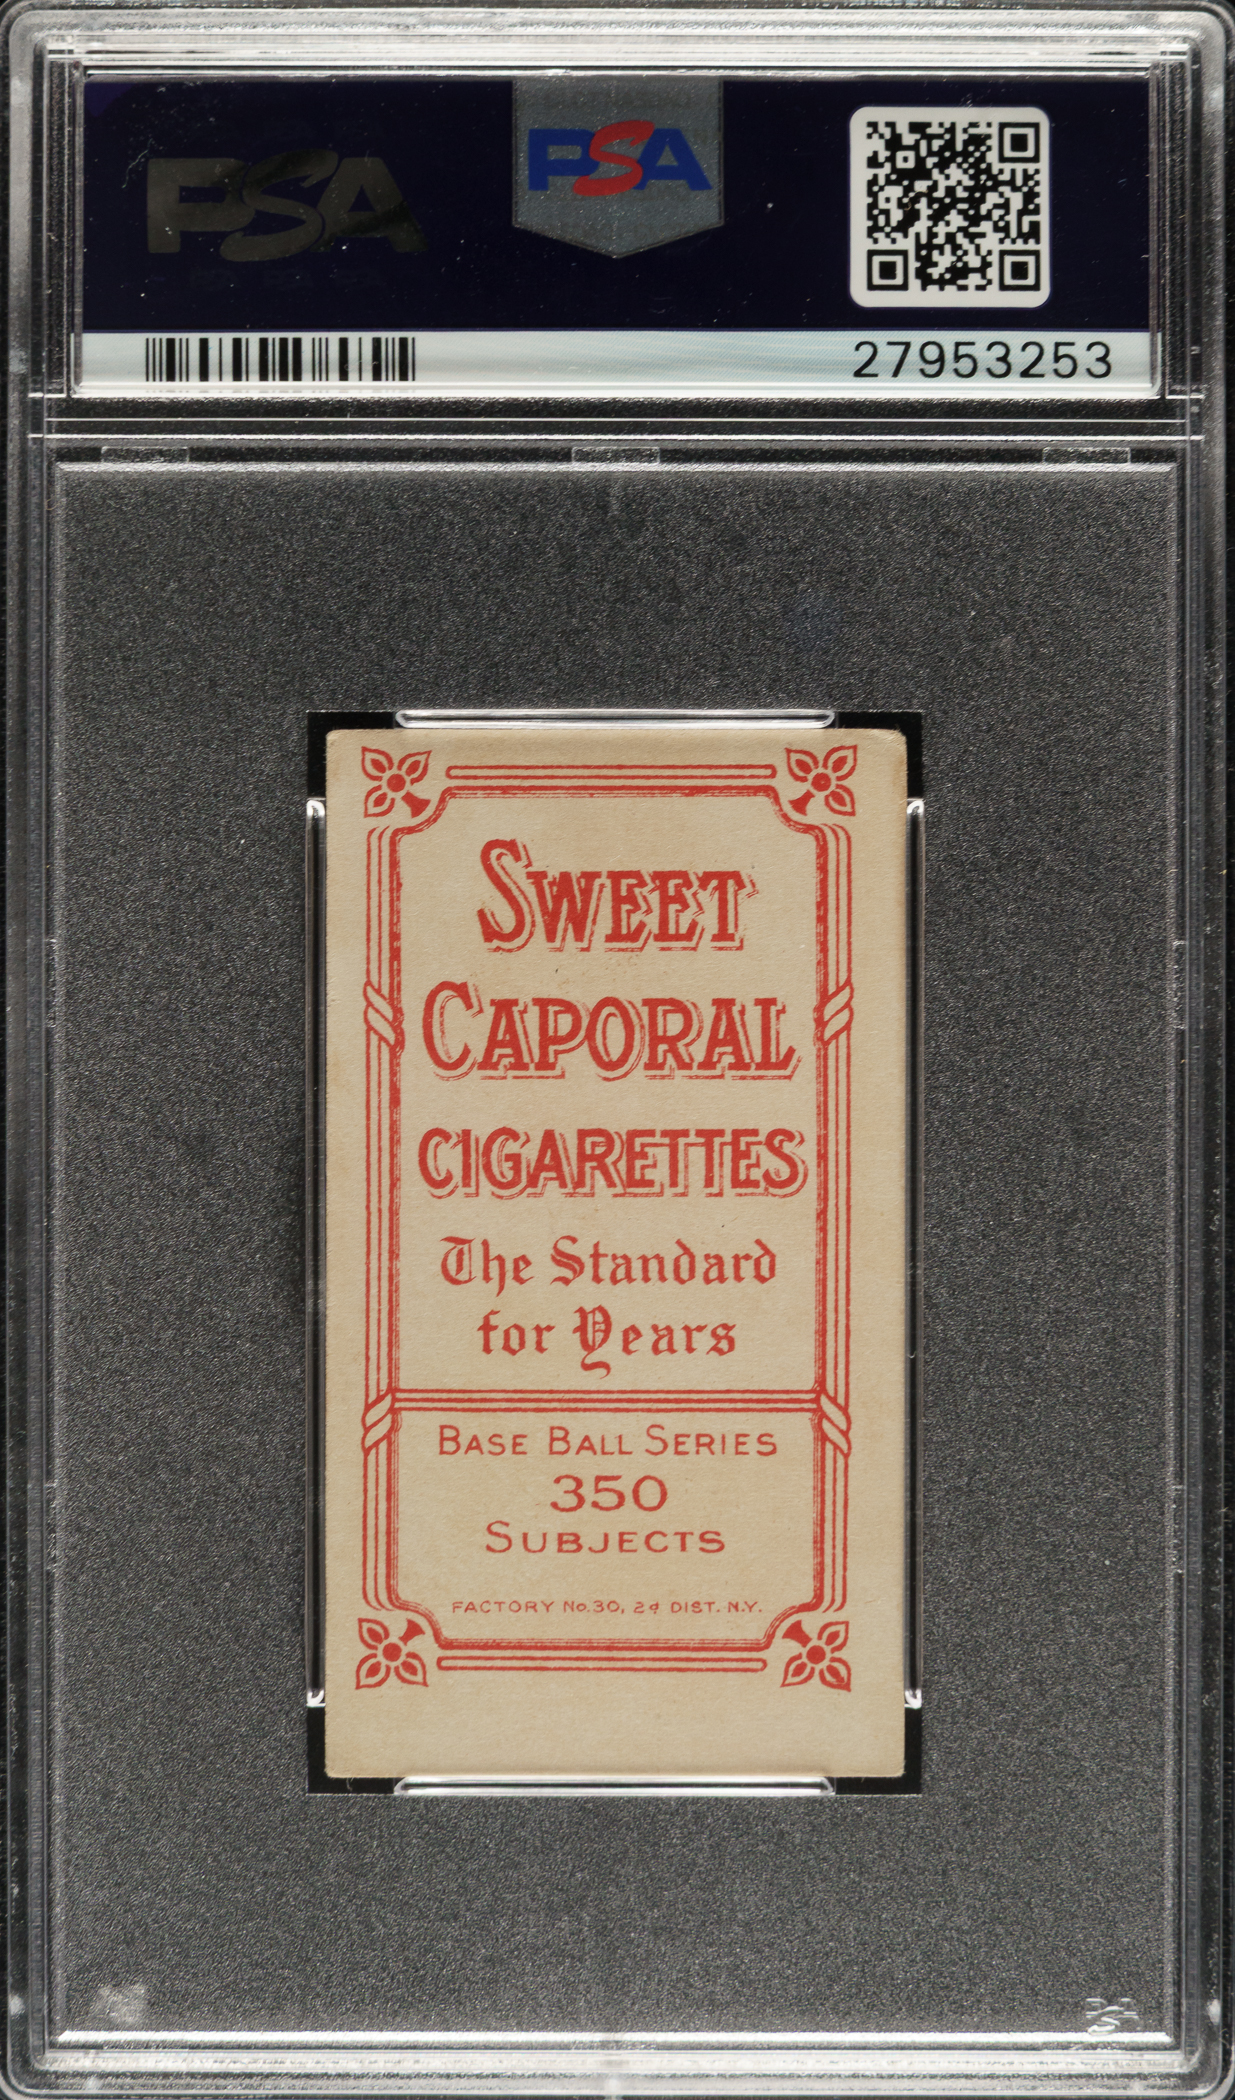 PSA
PSA
27953253
SWEET
CAPORAL
CIGARETTES
The Standard
for Years
BASE BALL SERIES
350
SUBJECTS
FACTORY No. 30, 2d DIST. N.Y.
PSA